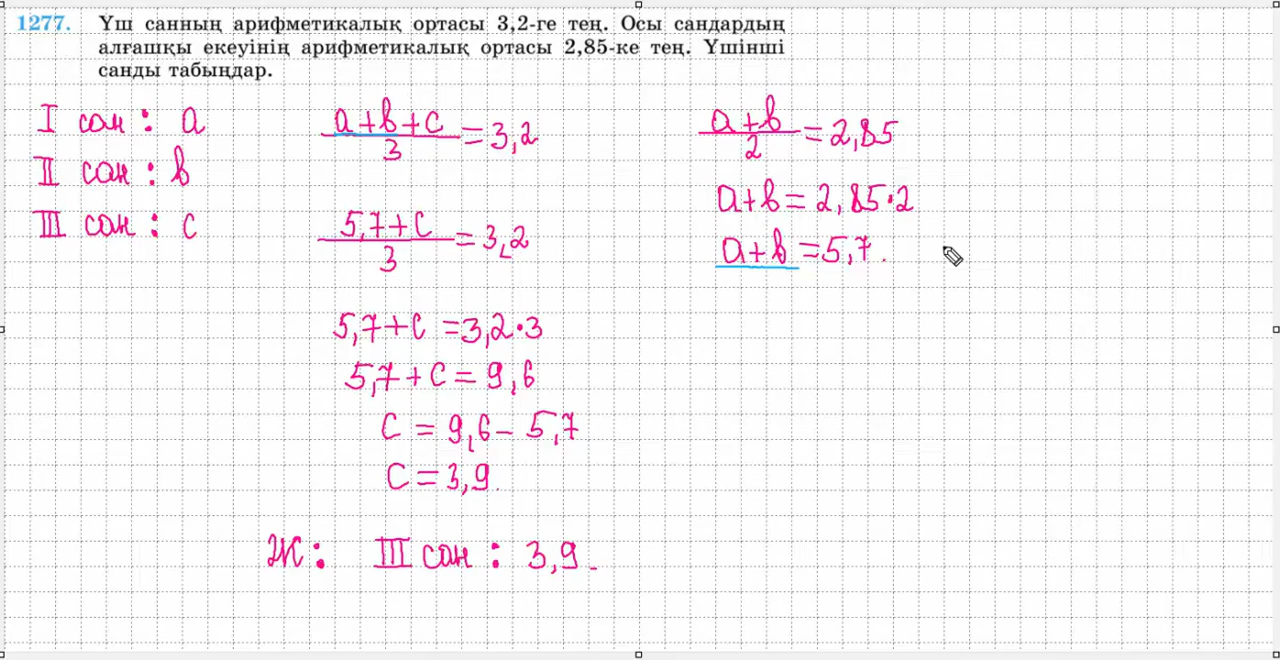 1277. Үш санның арифметикалық ортасы 3,2-ге тең. Осы сандардың
алғашқы екеуінің арифметикалық ортасы 2,85-ке тең. Үшінші
санды табыңдар.
I сан : a
II сан : b
III сан : c
(a+b+c)/3 = 3,2
(5,7+c)/3 = 3,2
5,7+c = 3,2·3
5,7+c = 9,6
c = 9,6 – 5,7
c = 3,9.
(a+b)/2 = 2,85
a+b = 2,85·2
a+b = 5,7.
Ж: III сан : 3,9.